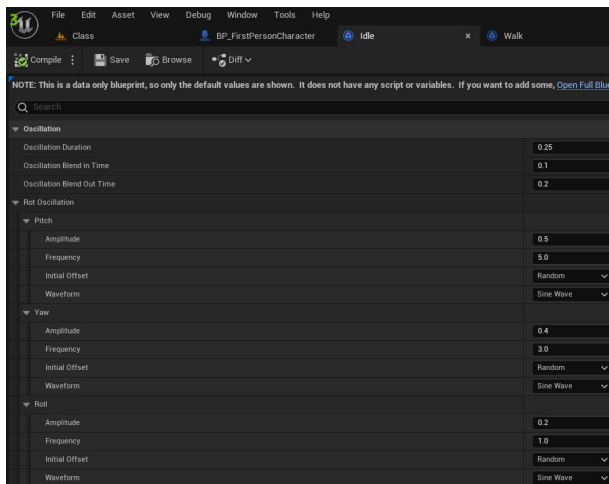 File Edit Asset View Debug Window Tools Help
Class BP_FirstPersonCharacter Idle × Walk
Compile Save Browse Diff
NOTE: This is a data only blueprint, so only the default values are shown. It does not have any script or variables. If you want to add some, Open Full Blu
Search
Oscillation
Oscillation Duration 0.25
Oscillation Blend in Time 0.1
Oscillation Blend Out Time 0.2
Rot Oscillation
Pitch
Amplitude 0.5
Frequency 5.0
Initial Offset Random
Waveform Sine Wave
Yaw
Amplitude 0.4
Frequency 3.0
Initial Offset Random
Waveform Sine Wave
Roll
Amplitude 0.2
Frequency 1.0
Initial Offset Random
Waveform Sine Wave